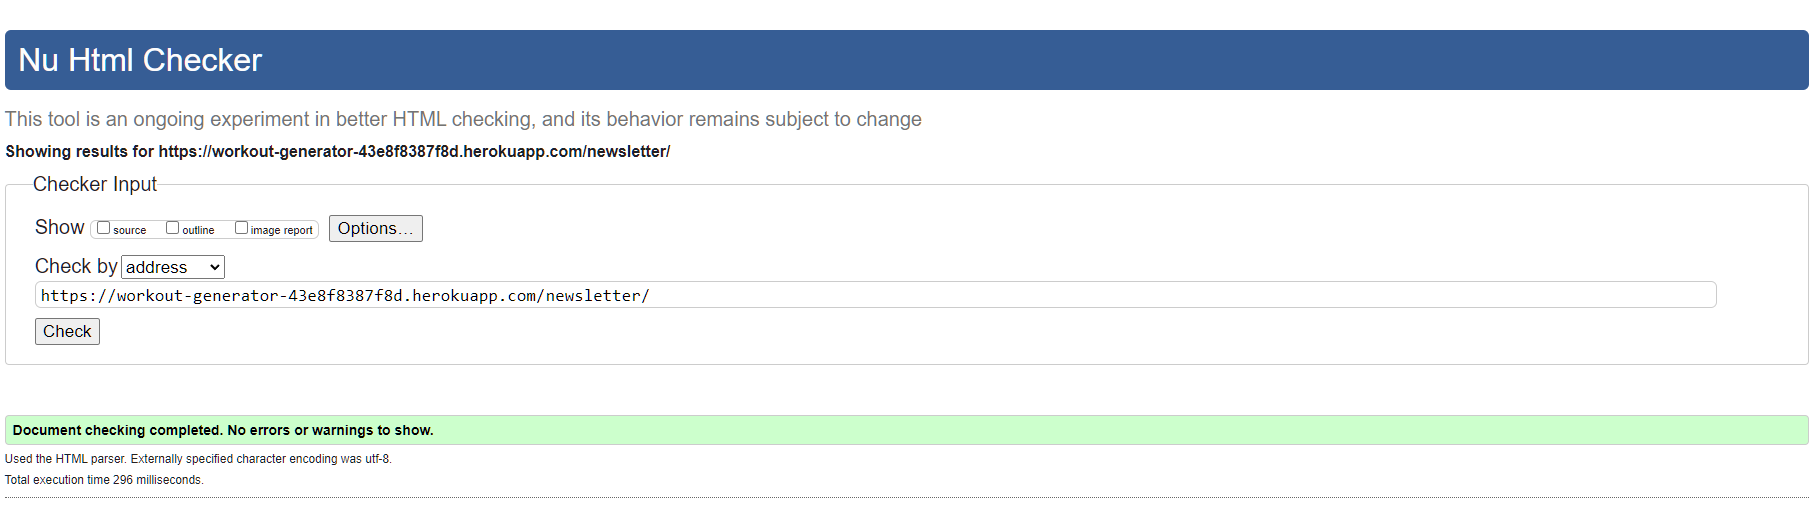 Nu Html Checker
This tool is an ongoing experiment in better HTML checking, and its behavior remains subject to change
Showing results for https://workout-generator-43e8f8387f8d.herokuapp.com/newsletter/
Checker Input
Show source outline image report Options...
Check by address
https://workout-generator-43e8f8387f8d.herokuapp.com/newsletter/
Check
Document checking completed. No errors or warnings to show.
Used the HTML parser. Externally specified character encoding was utf-8.
Total execution time 296 milliseconds.